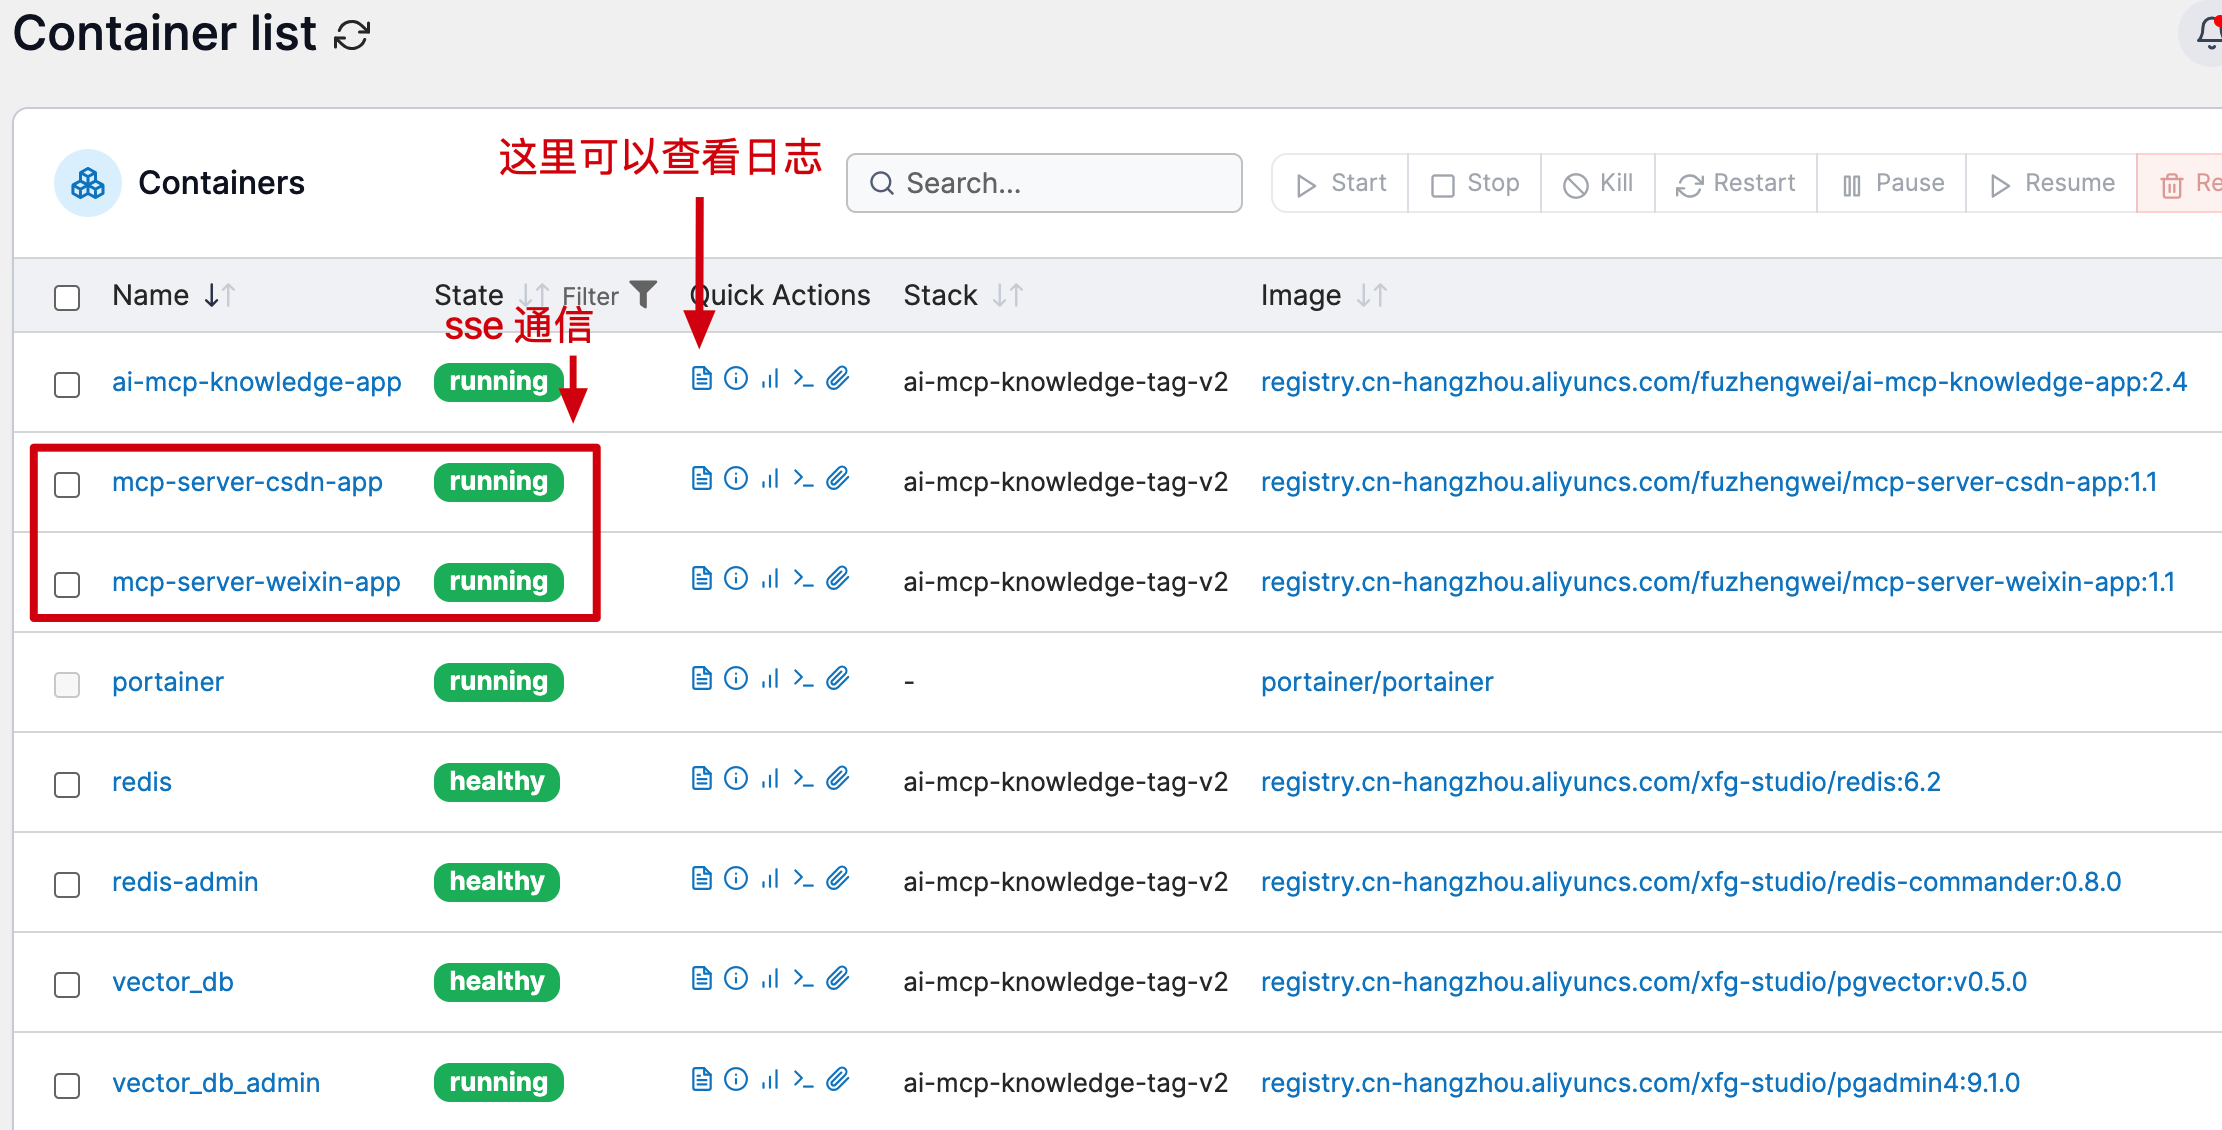 Container list
Containers
这里可以查看日志
Search...
Start Stop Kill Restart Pause Resume Re
Name State Filter Quick Actions Stack Image
sse 通信
ai-mcp-knowledge-app running ai-mcp-knowledge-tag-v2 registry.cn-hangzhou.aliyuncs.com/fuzhengwei/ai-mcp-knowledge-app:2.4
mcp-server-csdn-app running ai-mcp-knowledge-tag-v2 registry.cn-hangzhou.aliyuncs.com/fuzhengwei/mcp-server-csdn-app:1.1
mcp-server-weixin-app running ai-mcp-knowledge-tag-v2 registry.cn-hangzhou.aliyuncs.com/fuzhengwei/mcp-server-weixin-app:1.1
portainer running - portainer/portainer
redis healthy ai-mcp-knowledge-tag-v2 registry.cn-hangzhou.aliyuncs.com/xfg-studio/redis:6.2
redis-admin healthy ai-mcp-knowledge-tag-v2 registry.cn-hangzhou.aliyuncs.com/xfg-studio/redis-commander:0.8.0
vector_db healthy ai-mcp-knowledge-tag-v2 registry.cn-hangzhou.aliyuncs.com/xfg-studio/pgvector:v0.5.0
vector_db_admin running ai-mcp-knowledge-tag-v2 registry.cn-hangzhou.aliyuncs.com/xfg-studio/pgadmin4:9.1.0